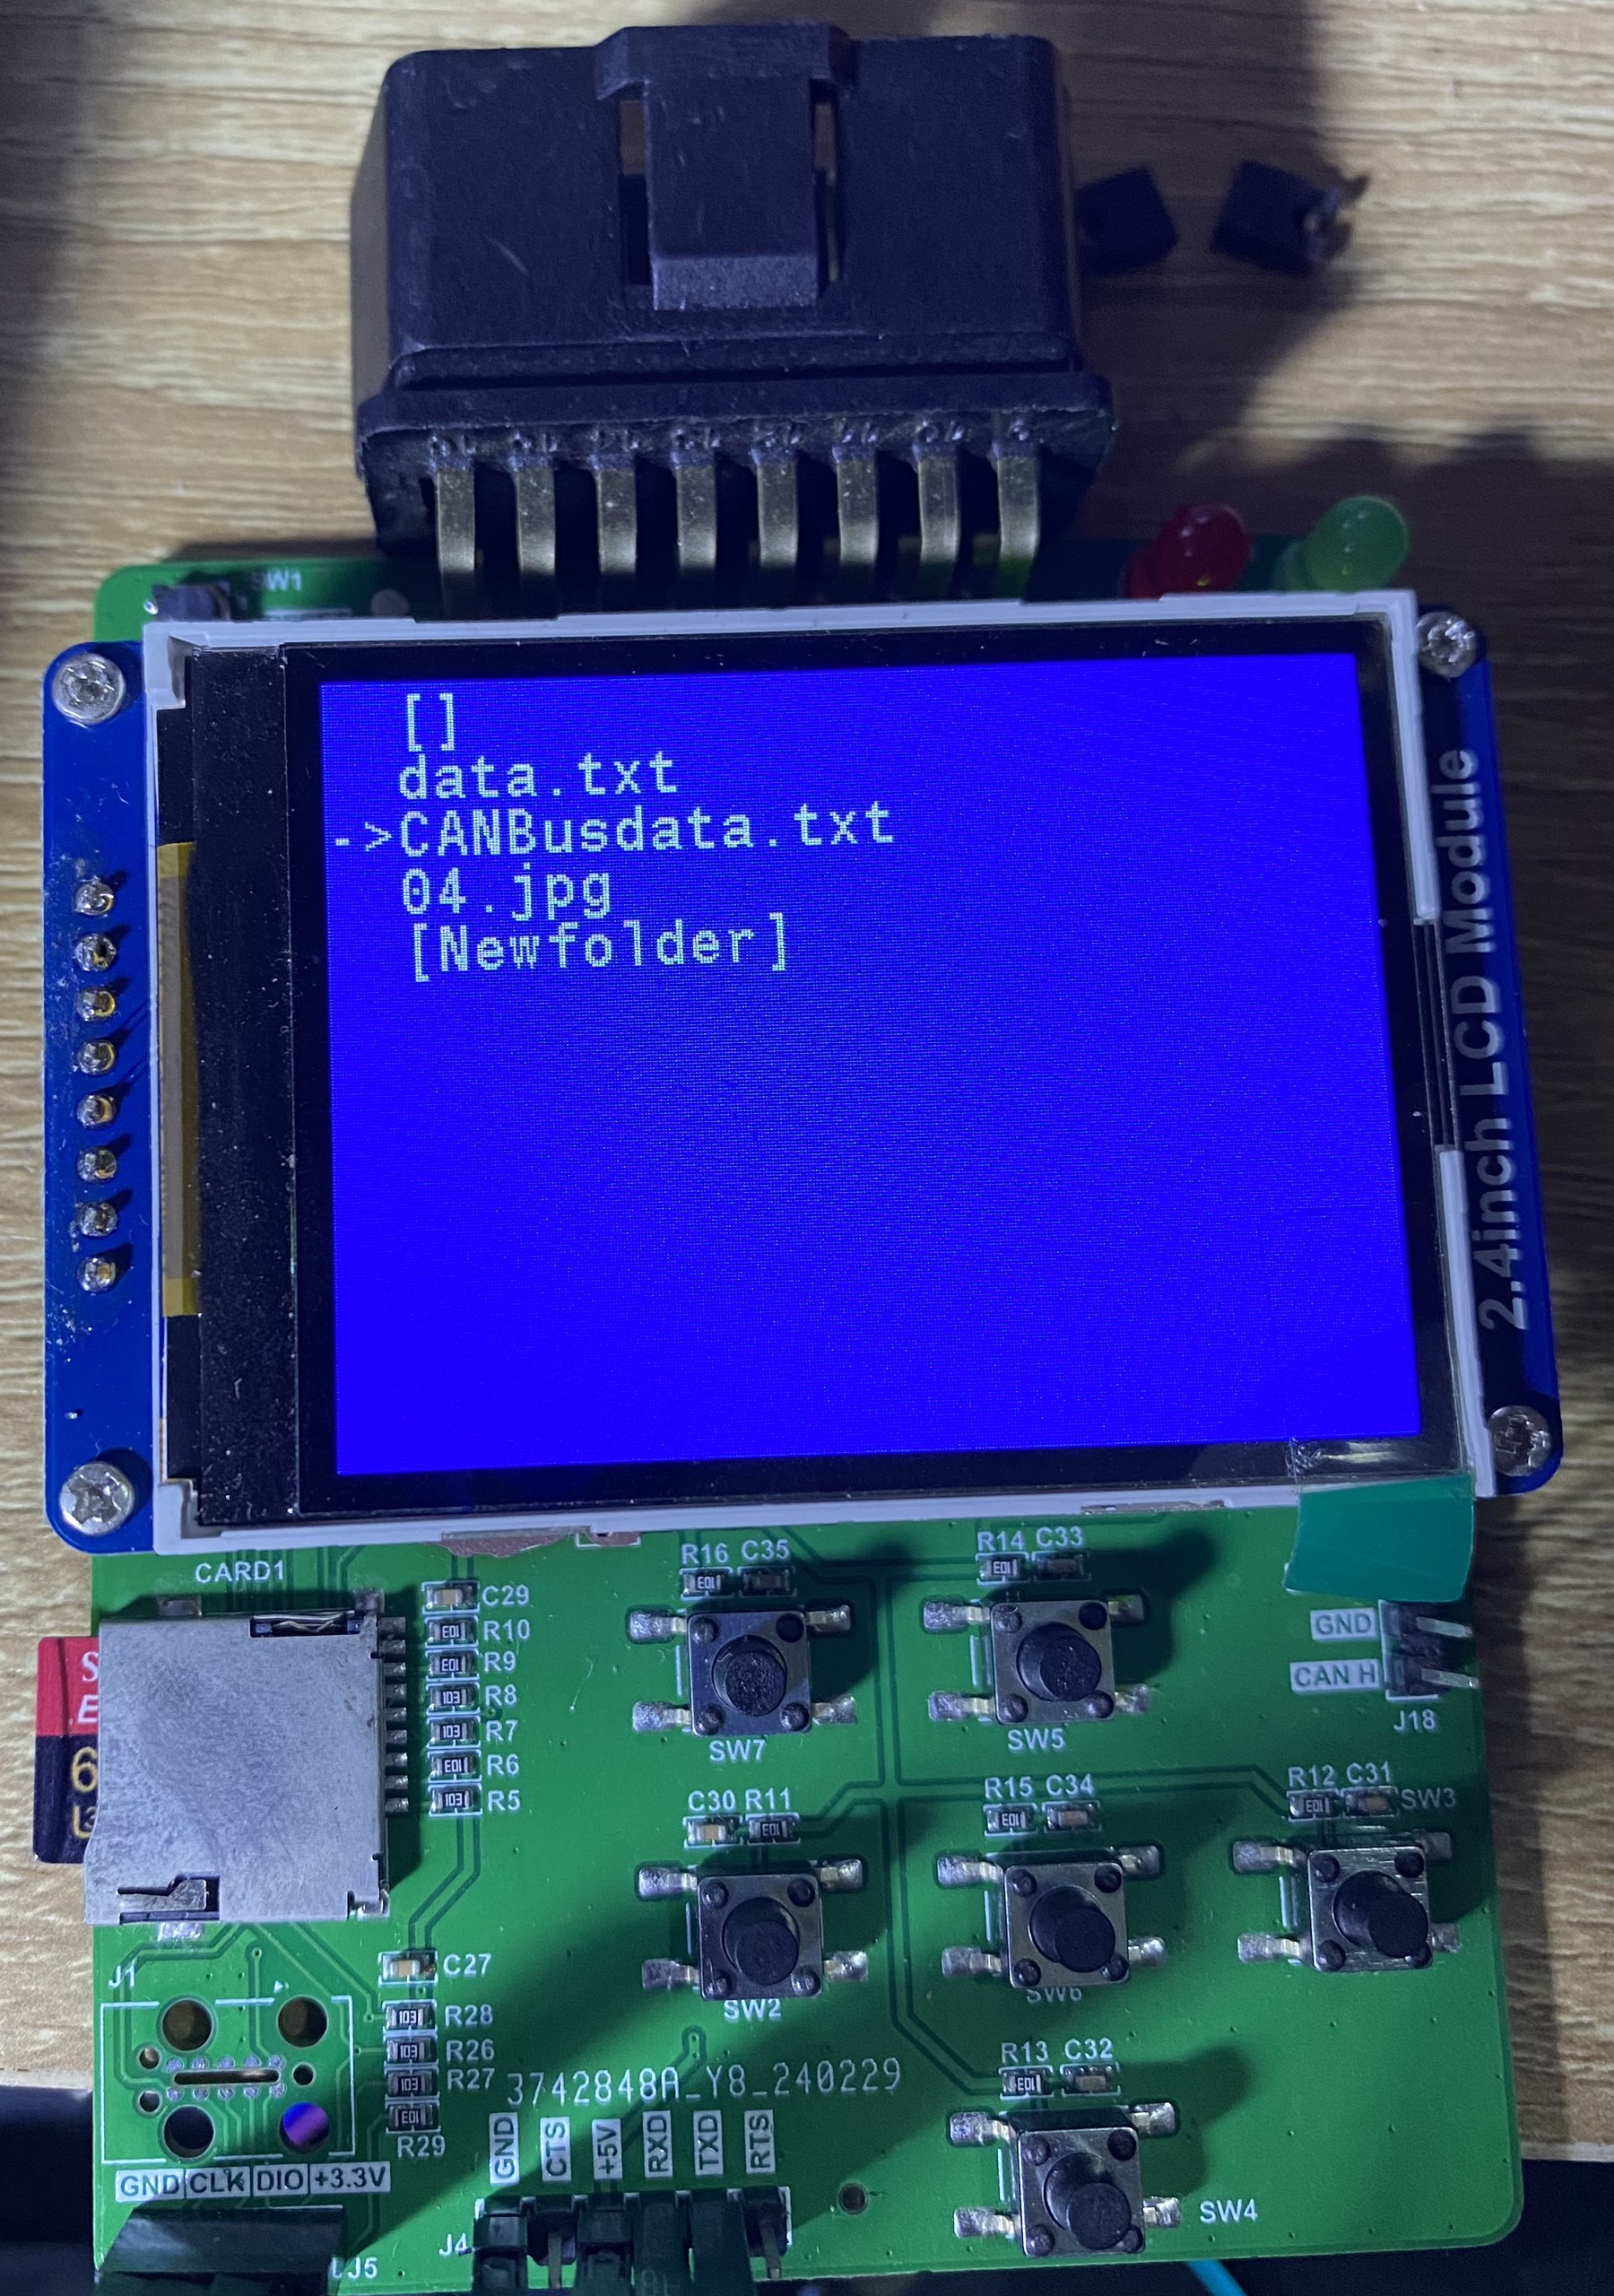 SW1
[]
data.txt
->CANBusdata.txt
04.jpg
[Newfolder]
2.4inch LCD Module
CARD1
R16 C35
R14 C33
C29
R10
R9
R8
R7
R6
R5
SW7
SW5
GND
CAN H
J18
C30 R11
R15 C34
R12 C31
SW3
SW2
SW6
J1
C27
R28
R26
R27
R29
3742848A_Y8_240229
R13 C32
GND CLK DIO +3.3V
GND
CTS
+5V
RXD
TXD
RTS
SW4
J4
J5